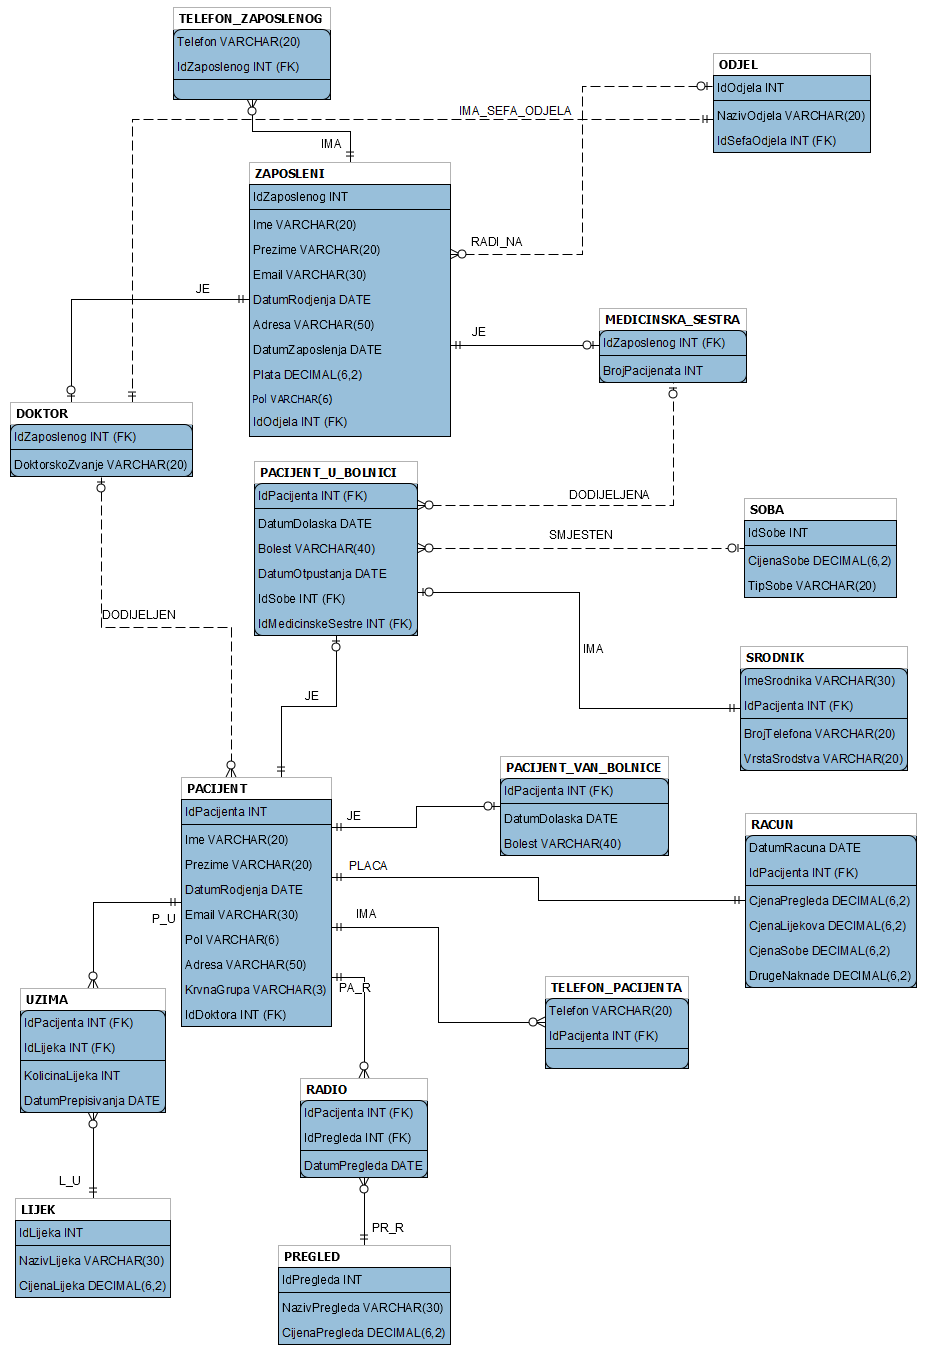 TELEFON_ZAPOSLENOG
Telefon VARCHAR(20)
IdZaposlenog INT (FK)
ODJEL
IdOdjela INT
NazivOdjela VARCHAR(20)
IdSefaOdjela INT (FK)
IMA_SEFA_ODJELA
IMA
ZAPOSLENI
IdZaposlenog INT
Ime VARCHAR(20)
Prezime VARCHAR(20)
Email VARCHAR(30)
DatumRodjenja DATE
Adresa VARCHAR(50)
DatumZaposlenja DATE
Plata DECIMAL(6,2)
Pol VARCHAR(6)
IdOdjela INT (FK)
RADI_NA
JE
JE
MEDICINSKA_SESTRA
IdZaposlenog INT (FK)
BrojPacijenata INT
DOKTOR
IdZaposlenog INT (FK)
DoktorskoZvanje VARCHAR(20)
PACIJENT_U_BOLNICI
IdPacijenta INT (FK)
DatumDolaska DATE
Bolest VARCHAR(40)
DatumOtpustanja DATE
IdSobe INT (FK)
IdMedicinskeSestre INT (FK)
DODIJELJENA
SMJESTEN
SOBA
IdSobe INT
CijenaSobe DECIMAL(6,2)
TipSobe VARCHAR(20)
DODIJELJEN
IMA
SRODNIK
ImeSrodnika VARCHAR(30)
IdPacijenta INT (FK)
BrojTelefona VARCHAR(20)
VrstaSrodstva VARCHAR(20)
JE
PACIJENT
IdPacijenta INT
Ime VARCHAR(20)
Prezime VARCHAR(20)
DatumRodjenja DATE
Email VARCHAR(30)
Pol VARCHAR(6)
Adresa VARCHAR(50)
KrvnaGrupa VARCHAR(3)
IdDoktora INT (FK)
JE
PACIJENT_VAN_BOLNICE
IdPacijenta INT (FK)
DatumDolaska DATE
Bolest VARCHAR(40)
PLACA
RACUN
DatumRacuna DATE
IdPacijenta INT (FK)
CjenaPregleda DECIMAL(6,2)
CjenaLijekova DECIMAL(6,2)
CjenaSobe DECIMAL(6,2)
DrugeNaknade DECIMAL(6,2)
IMA
TELEFON_PACIJENTA
Telefon VARCHAR(20)
IdPacijenta INT (FK)
P_U
PA_R
UZIMA
IdPacijenta INT (FK)
IdLijeka INT (FK)
KolicinaLijeka INT
DatumPrepisivanja DATE
RADIO
IdPacijenta INT (FK)
IdPregleda INT (FK)
DatumPregleda DATE
L_U
LIJEK
IdLijeka INT
NazivLijeka VARCHAR(30)
CijenaLijeka DECIMAL(6,2)
PR_R
PREGLED
IdPregleda INT
NazivPregleda VARCHAR(30)
CijenaPregleda DECIMAL(6,2)